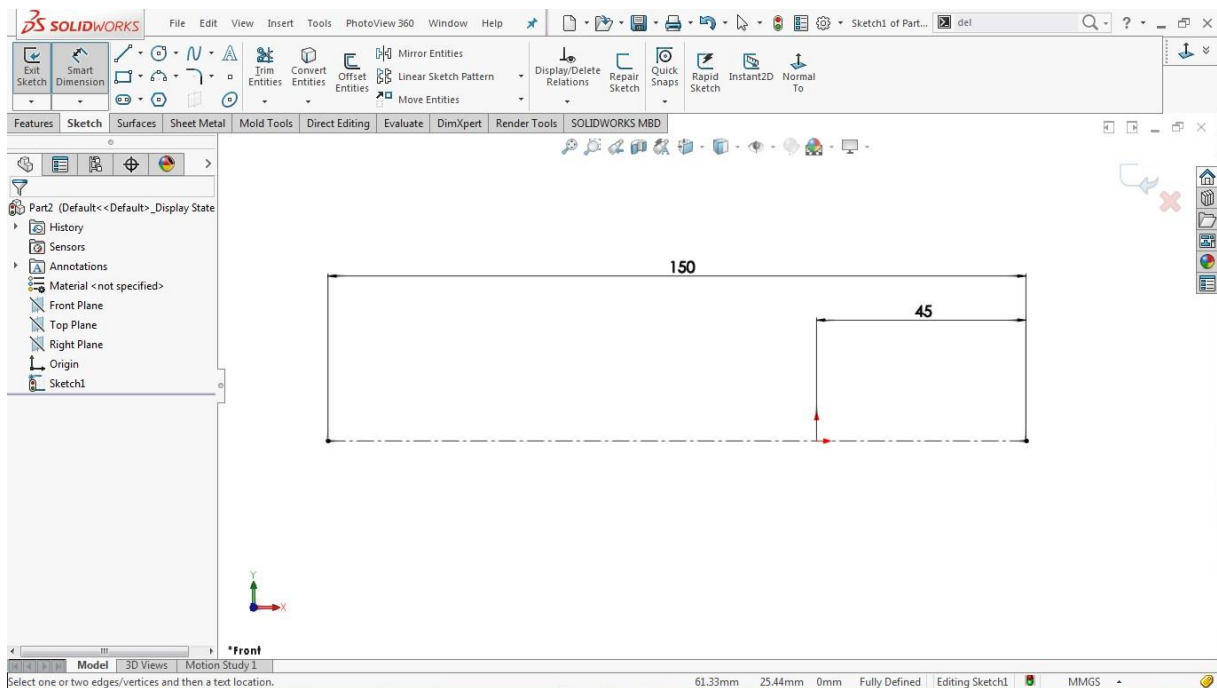 SOLIDWORKS File Edit View Insert Tools PhotoView 360 Window Help Sketch1 of Part... del ?
Exit Sketch
Smart Dimension
Trim Entities
Convert Entities
Offset Entities
Mirror Entities
Linear Sketch Pattern
Move Entities
Display/Delete Relations
Repair Sketch
Quick Snaps
Rapid Sketch
Instant2D
Normal To
Features Sketch Surfaces Sheet Metal Mold Tools Direct Editing Evaluate DimXpert Render Tools SOLIDWORKS MBD
Part2 (Default<<Default>_Display State
History
Sensors
A Annotations
Material <not specified>
Front Plane
Top Plane
Right Plane
Origin
Sketch1
150
45
Y
X
*Front
Model 3D Views Motion Study 1
Select one or two edges/vertices and then a text location. 61.33mm 25.44mm 0mm Fully Defined Editing Sketch1 MMGS